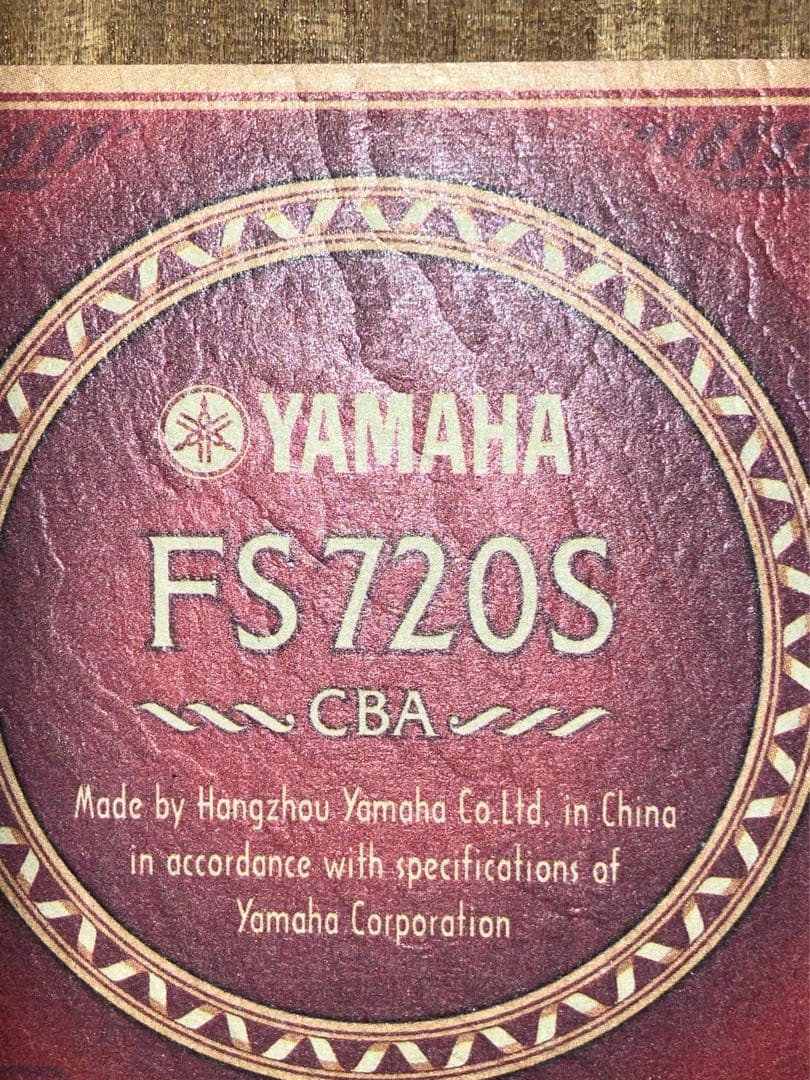 YAMAHA
FS720S
CBA
Made by Hangzhou Yamaha Co.Ltd. in China
in accordance with specifications of
Yamaha Corporation